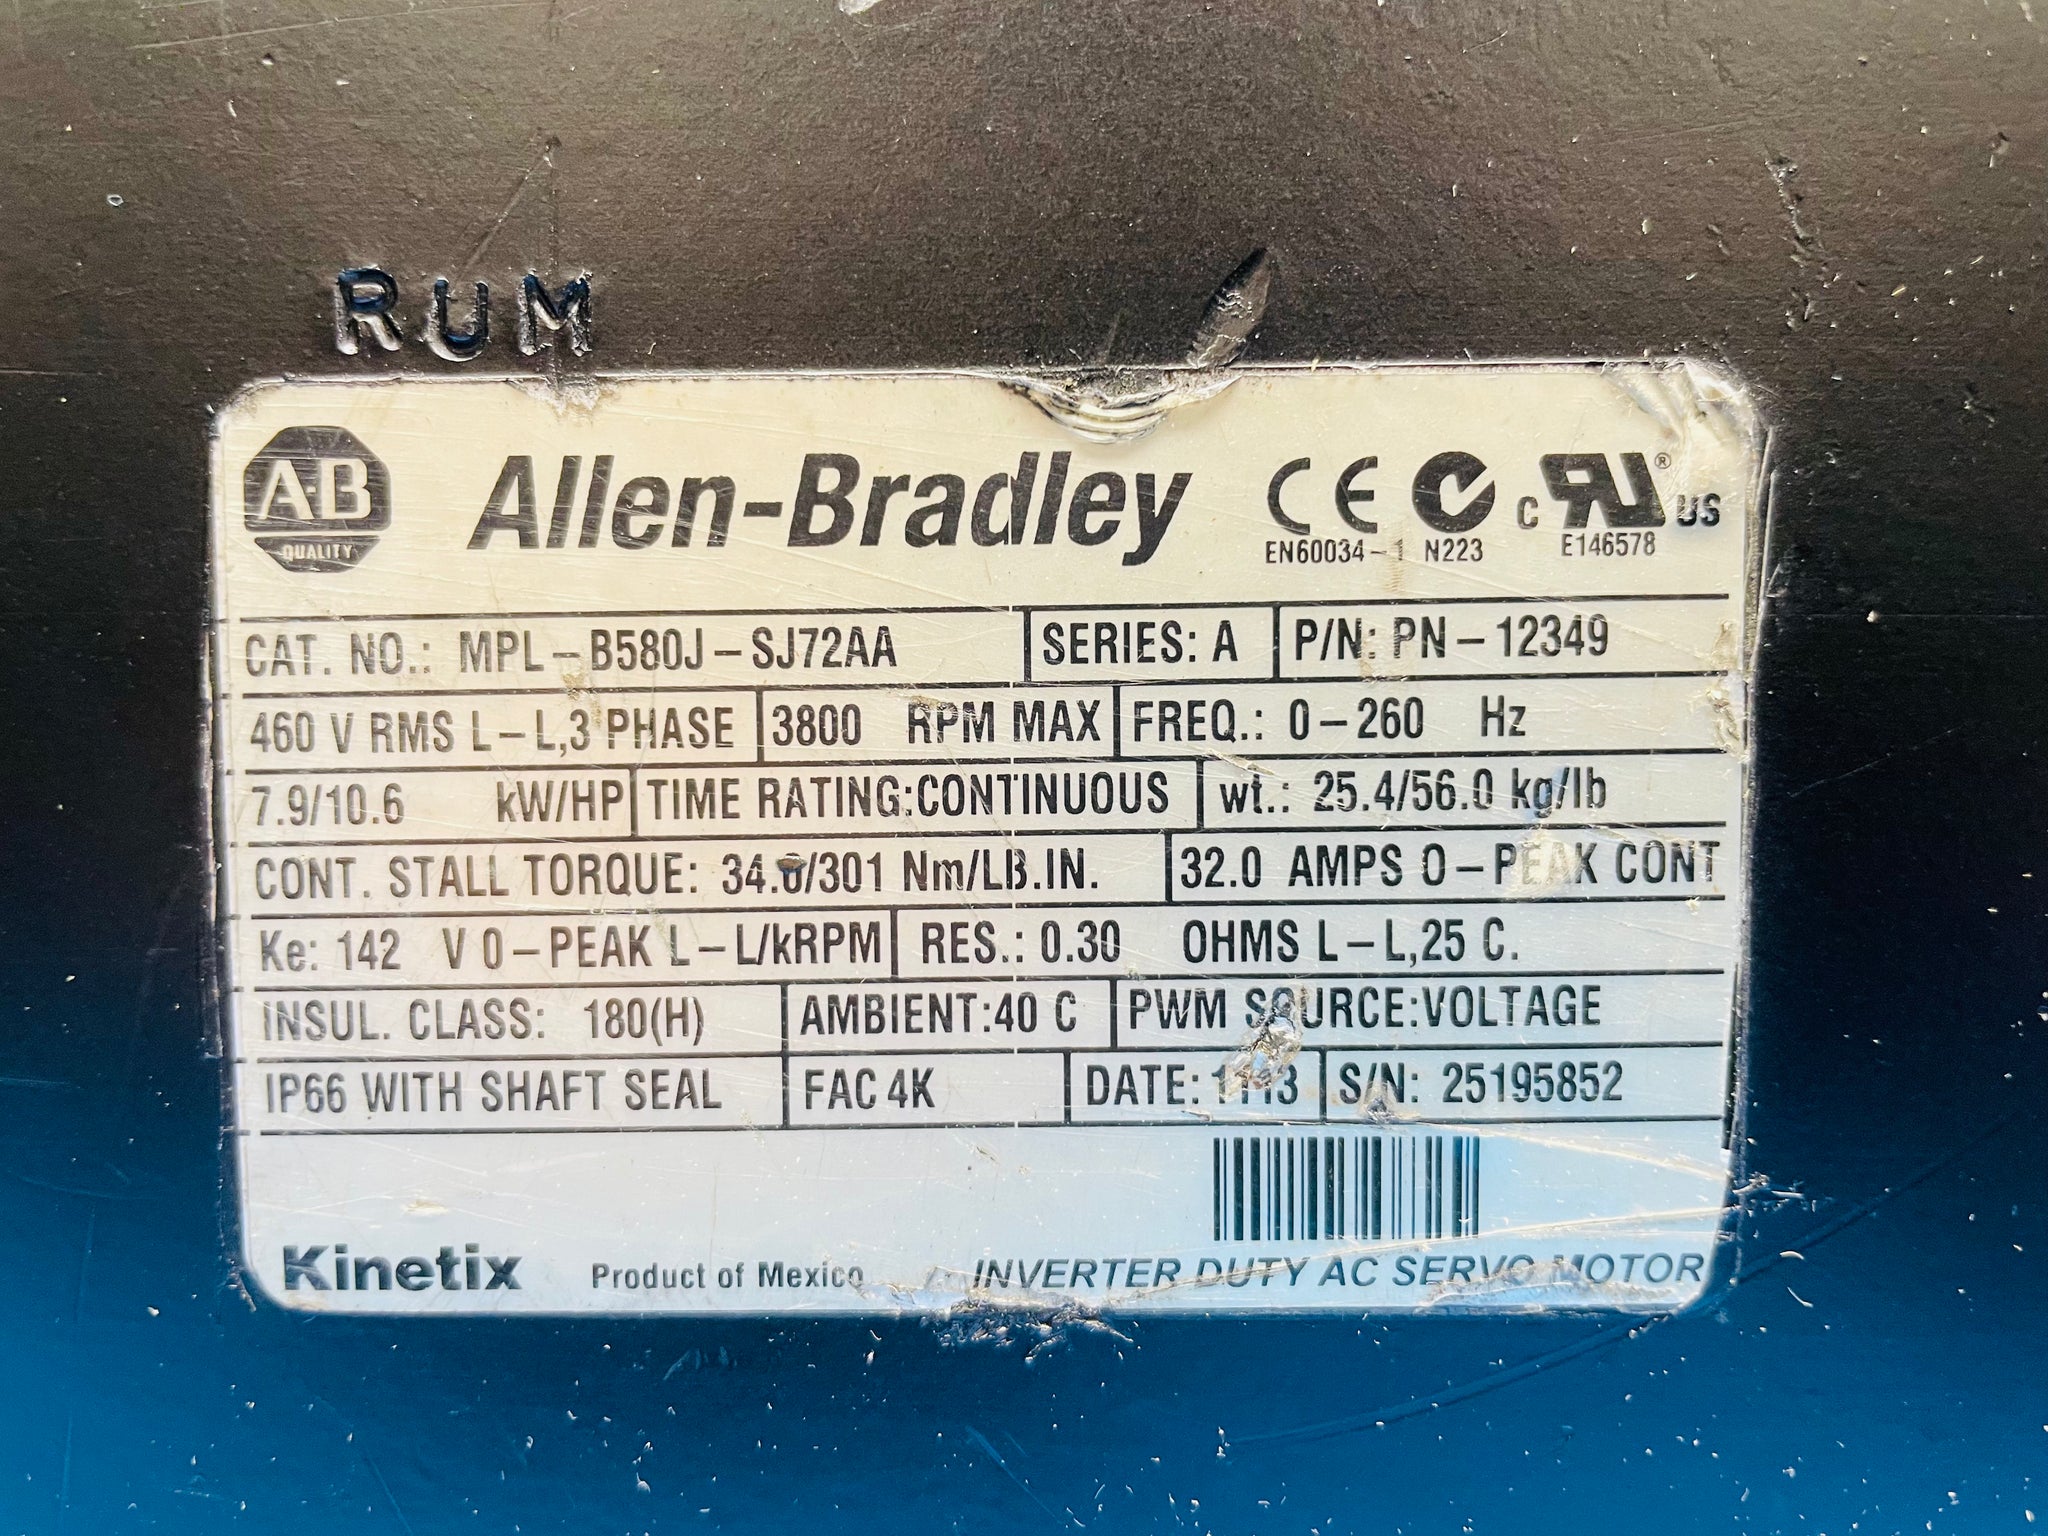 RUM
A-B QUALITY
Allen-Bradley CE EN60034-1 N223 C RU ® US E146578
CAT. NO.: MPL-B580J-SJ72AA SERIES: A P/N: PN-12349
460 V RMS L-L,3 PHASE 3800 RPM MAX FREQ.: 0-260 Hz
7.9/10.6 kW/HP TIME RATING:CONTINUOUS wt.: 25.4/56.0 kg/lb
CONT. STALL TORQUE: 34.0/301 Nm/LB.IN. 32.0 AMPS 0-PEAK CONT
Ke: 142 V 0-PEAK L-L/kRPM RES.: 0.30 OHMS L-L,25 C.
INSUL. CLASS: 180(H) AMBIENT:40 C PWM SOURCE:VOLTAGE
IP66 WITH SHAFT SEAL FAC 4K DATE: S/N: 25195852
Kinetix Product of Mexico INVERTER DUTY AC SERVO MOTOR